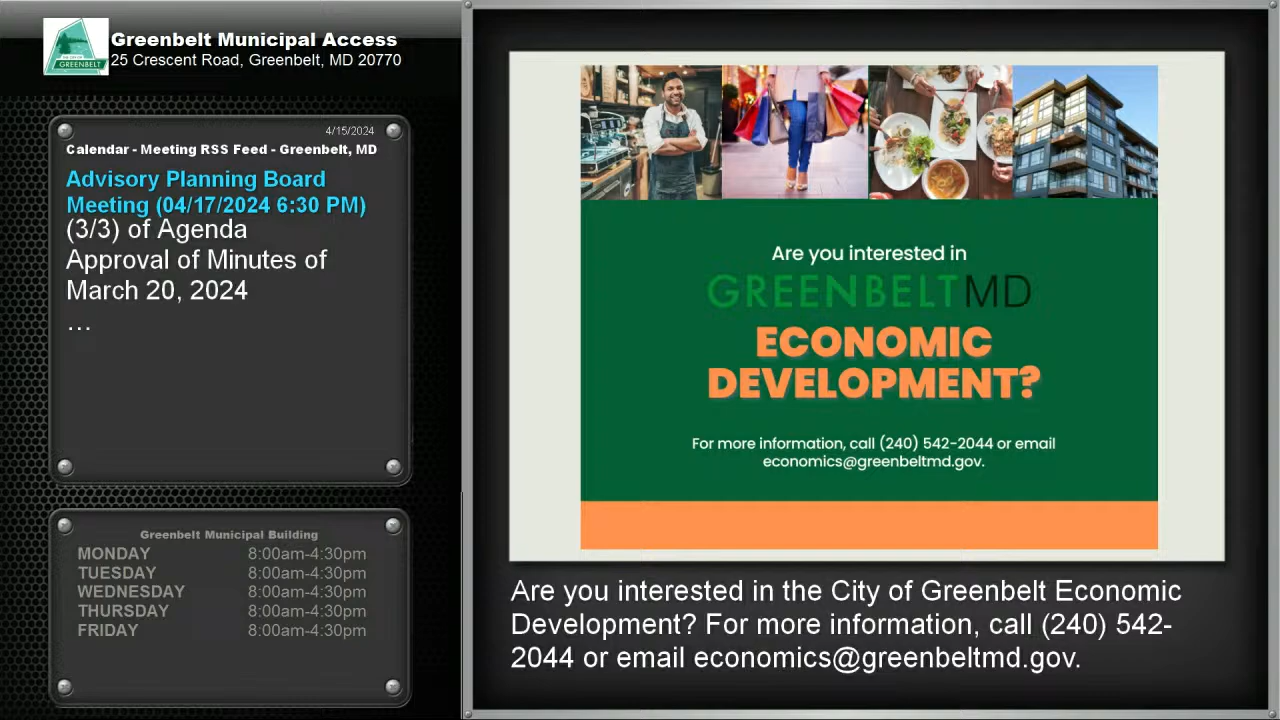 Greenbelt Municipal Access
25 Crescent Road, Greenbelt, MD 20770
THE CITY OF
GREENBELT
4/15/2024
Calendar - Meeting RSS Feed - Greenbelt, MD
Advisory Planning Board
Meeting (04/17/2024 6:30 PM)
(3/3) of Agenda
Approval of Minutes of
March 20, 2024
…
Greenbelt Municipal Building
MONDAY 8:00am-4:30pm
TUESDAY 8:00am-4:30pm
WEDNESDAY 8:00am-4:30pm
THURSDAY 8:00am-4:30pm
FRIDAY 8:00am-4:30pm
Are you interested in
GREENBELTMD
ECONOMIC
DEVELOPMENT?
For more information, call (240) 542-2044 or email
economics@greenbeltmd.gov.
Are you interested in the City of Greenbelt Economic
Development? For more information, call (240) 542-
2044 or email economics@greenbeltmd.gov.